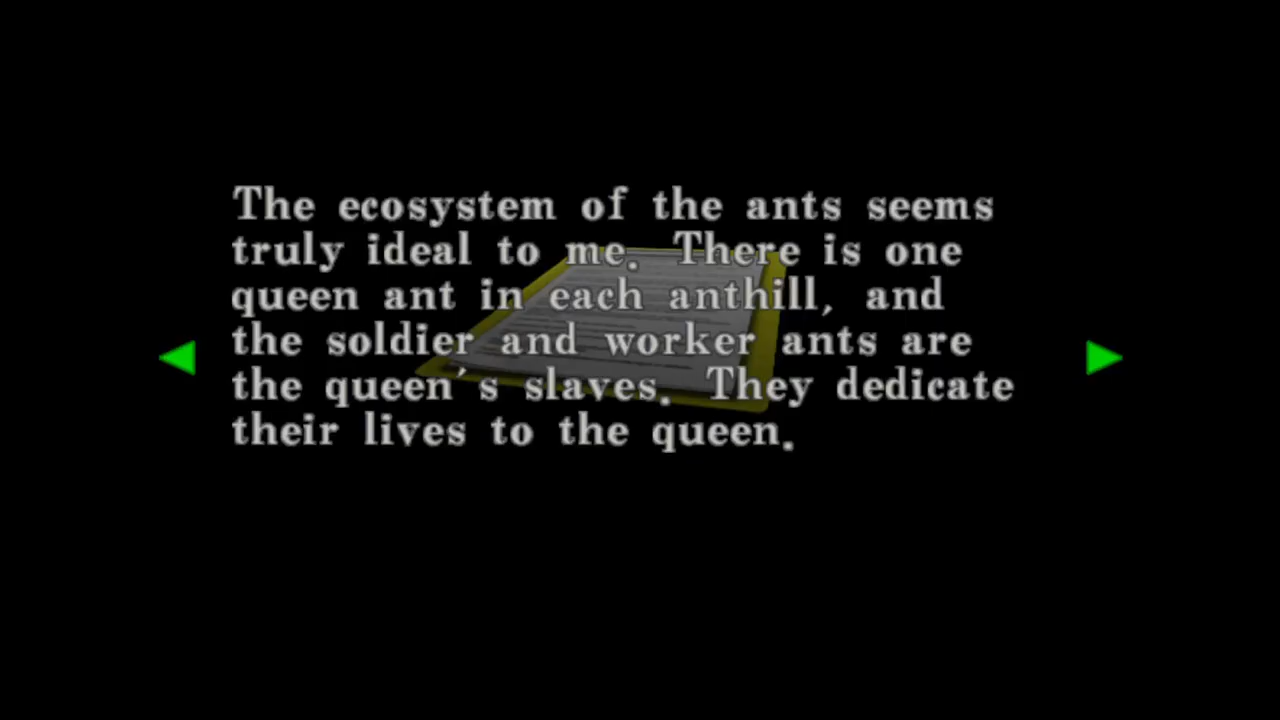 The ecosystem of the ants seems
truly ideal to me. There is one
queen ant in each anthill, and
the soldier and worker ants are
the queen's slaves. They dedicate
their lives to the queen.